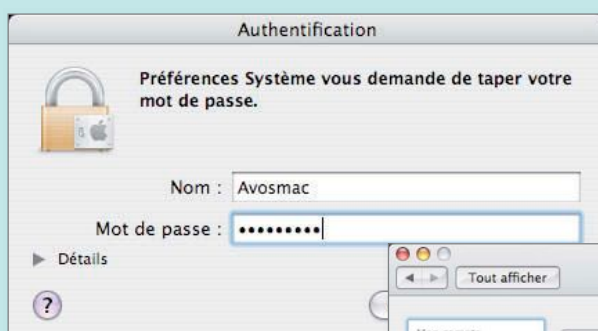 Authentification
Préférences Système vous demande de taper votre
mot de passe.
Nom : Avosmac
Mot de passe : •••••••••
Détails
?
Tout afficher